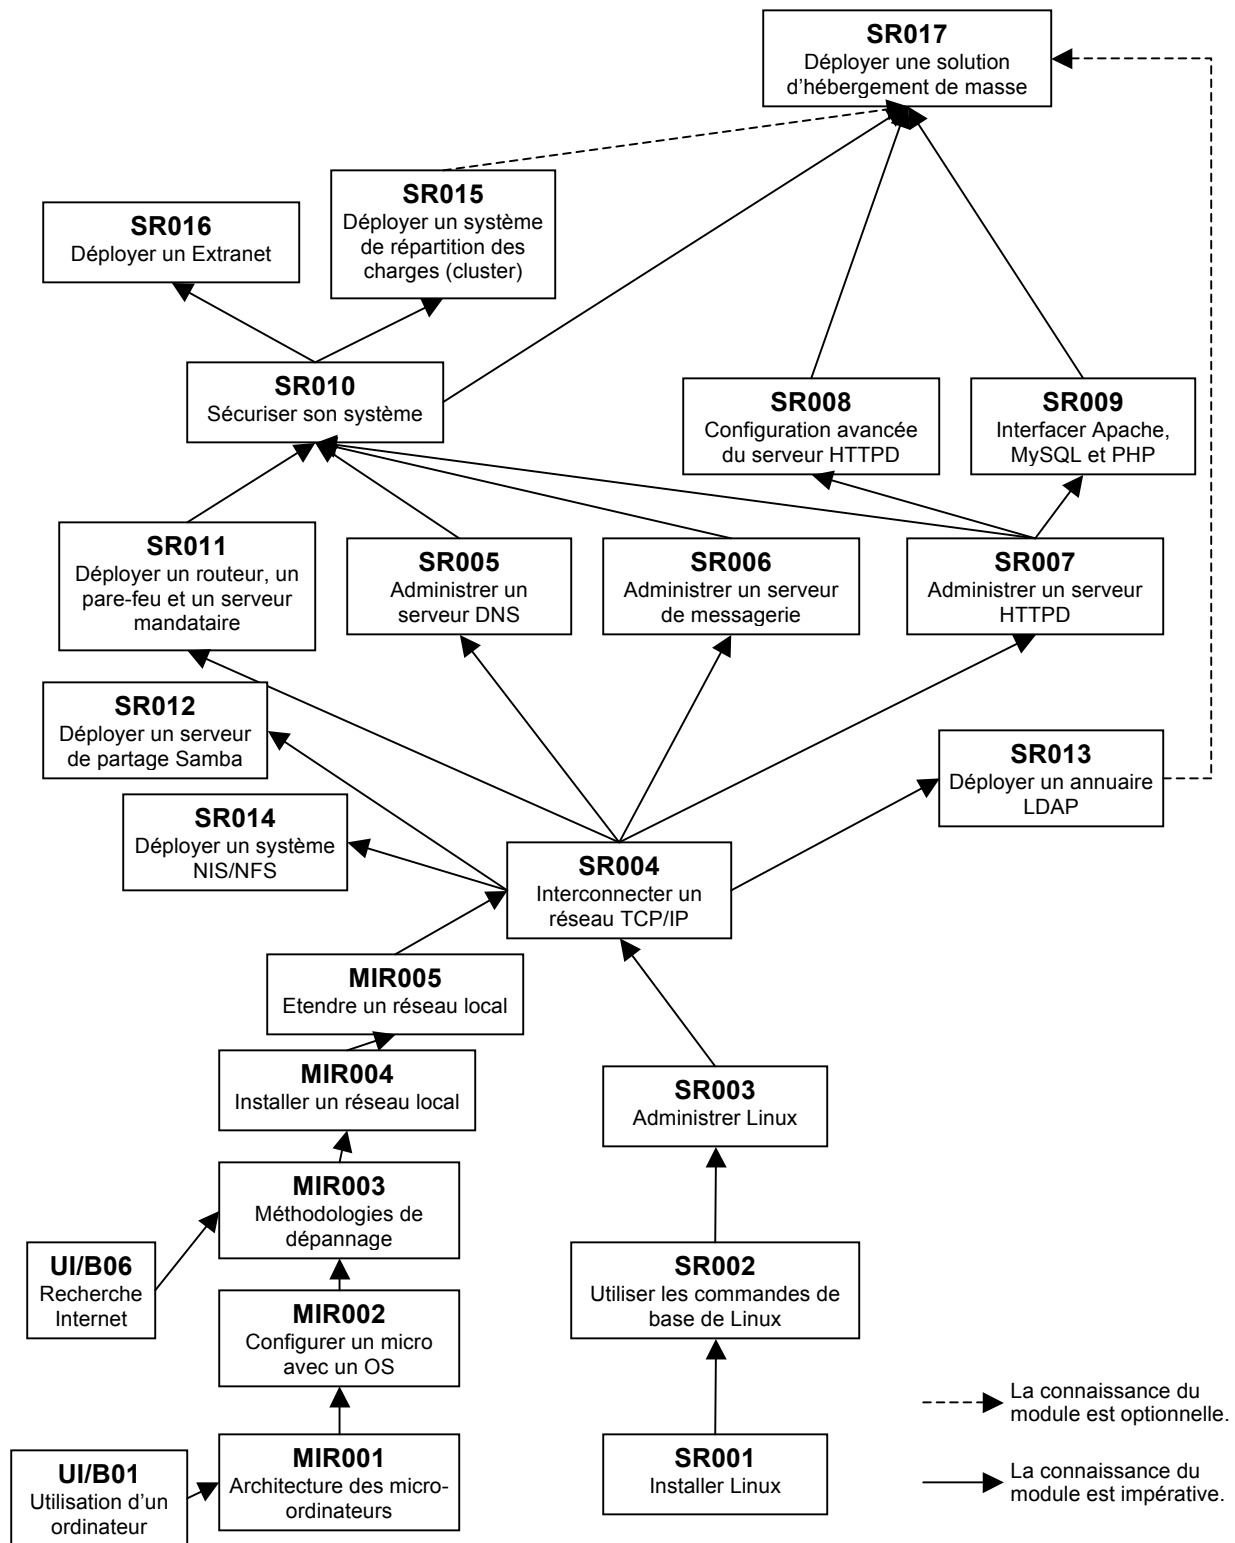 SR017
Déployer une solution
d’hébergement de masse
SR015
Déployer un système
de répartition des
charges (cluster)
SR016
Déployer un Extranet
SR010
Sécuriser son système
SR008
Configuration avancée
du serveur HTTPD
SR009
Interfacer Apache,
MySQL et PHP
SR011
Déployer un routeur, un
pare-feu et un serveur
mandataire
SR005
Administrer un
serveur DNS
SR006
Administrer un serveur
de messagerie
SR007
Administrer un serveur
HTTPD
SR012
Déployer un serveur
de partage Samba
SR013
Déployer un annuaire
LDAP
SR014
Déployer un système
NIS/NFS
SR004
Interconnecter un
réseau TCP/IP
MIR005
Etendre un réseau local
MIR004
Installer un réseau local
SR003
Administrer Linux
MIR003
Méthodologies de
dépannage
UI/B06
Recherche
Internet
SR002
Utiliser les commandes de
base de Linux
MIR002
Configurer un micro
avec un OS
La connaissance du
module est optionnelle.
MIR001
Architecture des micro-
ordinateurs
SR001
Installer Linux
UI/B01
Utilisation d’un
ordinateur
La connaissance du
module est impérative.